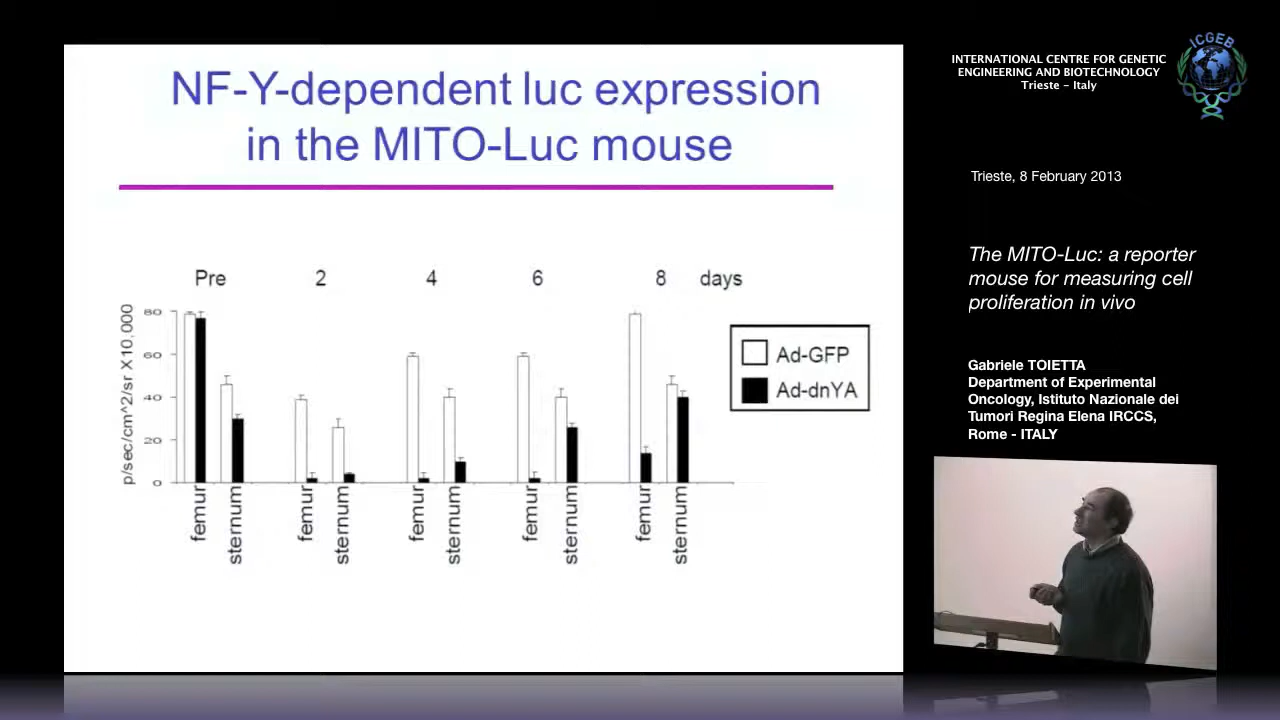 NF-Y-dependent luc expression
in the MITO-Luc mouse
Pre 2 4 6 8 days
p/sec/cm^2/sr X10,000
80
60
40
20
0
femur
sternum
femur
sternum
femur
sternum
femur
sternum
femur
sternum
Ad-GFP
Ad-dnYA
ICGEB
INTERNATIONAL CENTRE FOR GENETIC
ENGINEERING AND BIOTECHNOLOGY
Trieste – Italy
Trieste, 8 February 2013
The MITO-Luc: a reporter
mouse for measuring cell
proliferation in vivo
Gabriele TOIETTA
Department of Experimental
Oncology, Istituto Nazionale dei
Tumori Regina Elena IRCCS,
Rome - ITALY